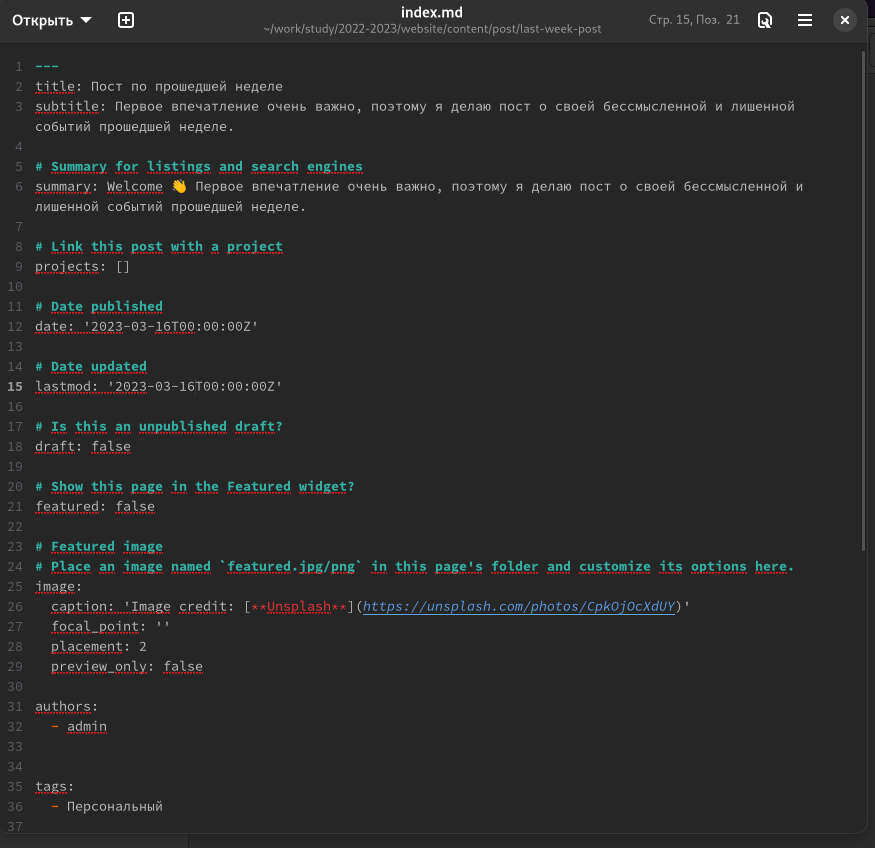 Открыть
index.md
~/work/study/2022-2023/website/content/post/last-week-post
Стр. 15, Поз. 21
1 ---
2 title: Пост по прошедшей неделе
3 subtitle: Первое впечатление очень важно, поэтому я делаю пост о своей бессмысленной и лишенной
событий прошедшей неделе.
4
5 # Summary for listings and search engines
6 summary: Welcome 👋 Первое впечатление очень важно, поэтому я делаю пост о своей бессмысленной и
лишенной событий прошедшей неделе.
7
8 # Link this post with a project
9 projects: []
10
11 # Date published
12 date: '2023-03-16T00:00:00Z'
13
14 # Date updated
15 lastmod: '2023-03-16T00:00:00Z'
16
17 # Is this an unpublished draft?
18 draft: false
19
20 # Show this page in the Featured widget?
21 featured: false
22
23 # Featured image
24 # Place an image named `featured.jpg/png` in this page's folder and customize its options here.
25 image:
26   caption: 'Image credit: [**Unsplash**](https://unsplash.com/photos/CpkOjOcXdUY)'
27   focal_point: ''
28   placement: 2
29   preview_only: false
30
31 authors:
32   - admin
33
34
35 tags:
36   - Персональный
37